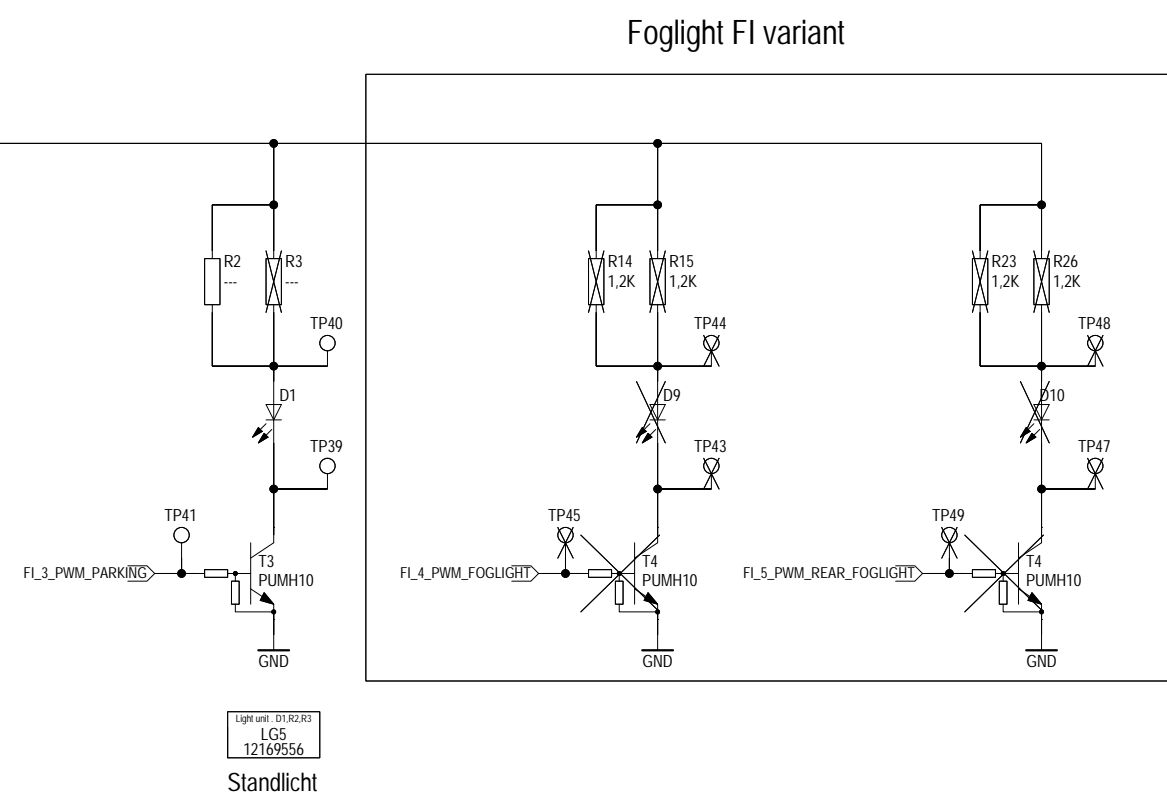 Foglight FI variant
R2
---
R3
---
TP40
D1
TP39
TP41
FI_3_PWM_PARKING
T3
PUMH10
GND
R14
1,2K
R15
1,2K
TP44
D9
TP43
TP45
FI_4_PWM_FOGLIGHT
T4
PUMH10
GND
R23
1,2K
R26
1,2K
TP48
D10
TP47
TP49
FI_5_PWM_REAR_FOGLIGHT
T4
PUMH10
GND
Light unit . D1,R2,R3
LG5
12169556
Standlicht